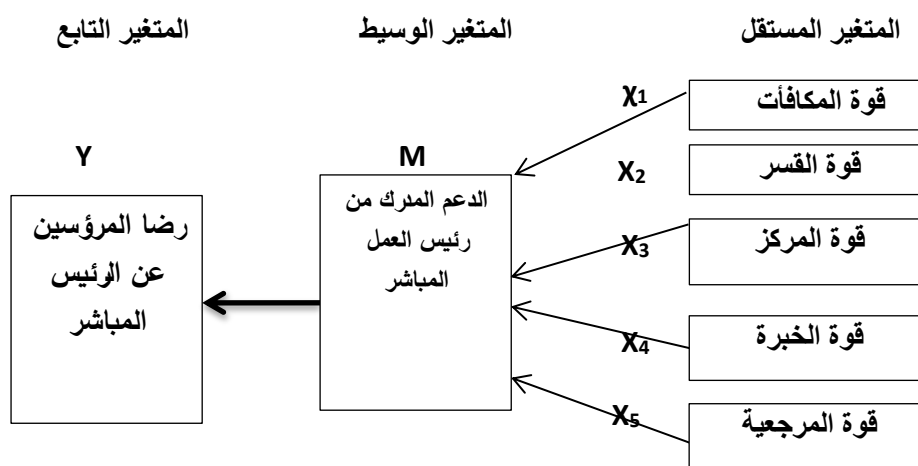 المتغير المستقل
المتغير الوسيط
المتغير التابع
قوة المكافأت
χ1
قوة القسر
X2
M
Y
الدعم المدرك من
رئيس العمل
المباشر
رضا المرؤسين
عن الرئيس
المباشر
قوة المركز
X3
قوة الخبرة
X4
قوة المرجعية
X5